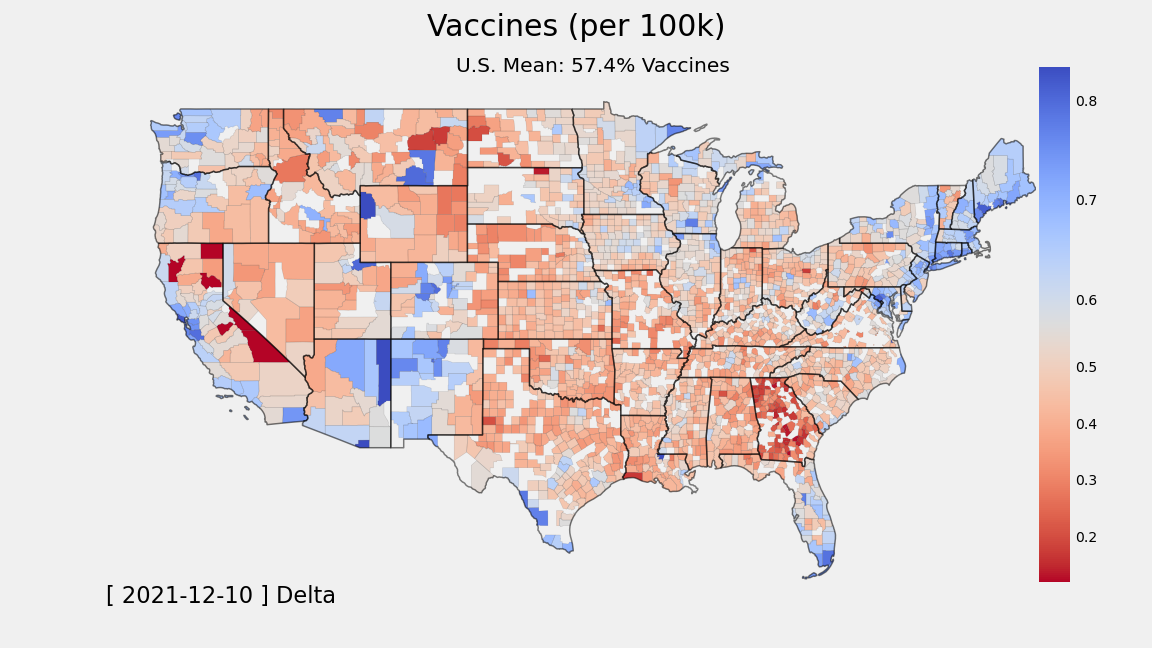 Vaccines (per 100k)
U.S. Mean: 57.4% Vaccines
0.8
0.7
0.6
0.5
0.4
0.3
0.2
[ 2021-12-10 ] Delta